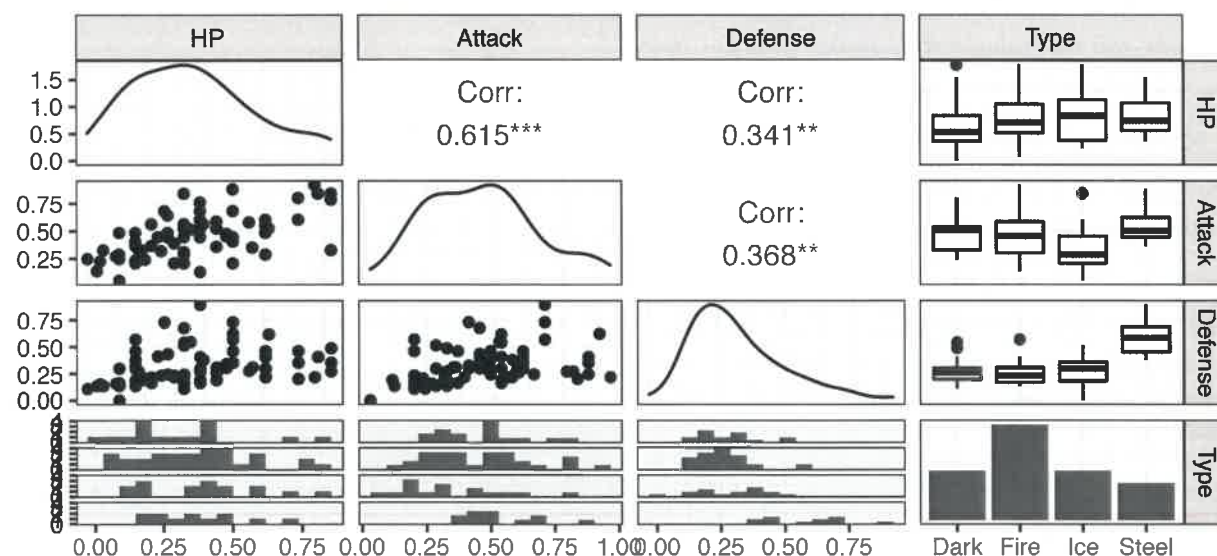 HP Attack Defense Type
1.5
1.0
0.5
0.0
Corr:
0.615***
Corr:
0.341**
HP
0.75
0.50
0.25
Corr:
0.368**
Attack
0.75
0.50
0.25
0.00
Defense
Type
0.00 0.25 0.50 0.75
0.00 0.25 0.50 0.75 1.00
0.00 0.25 0.50 0.75
Dark Fire Ice Steel